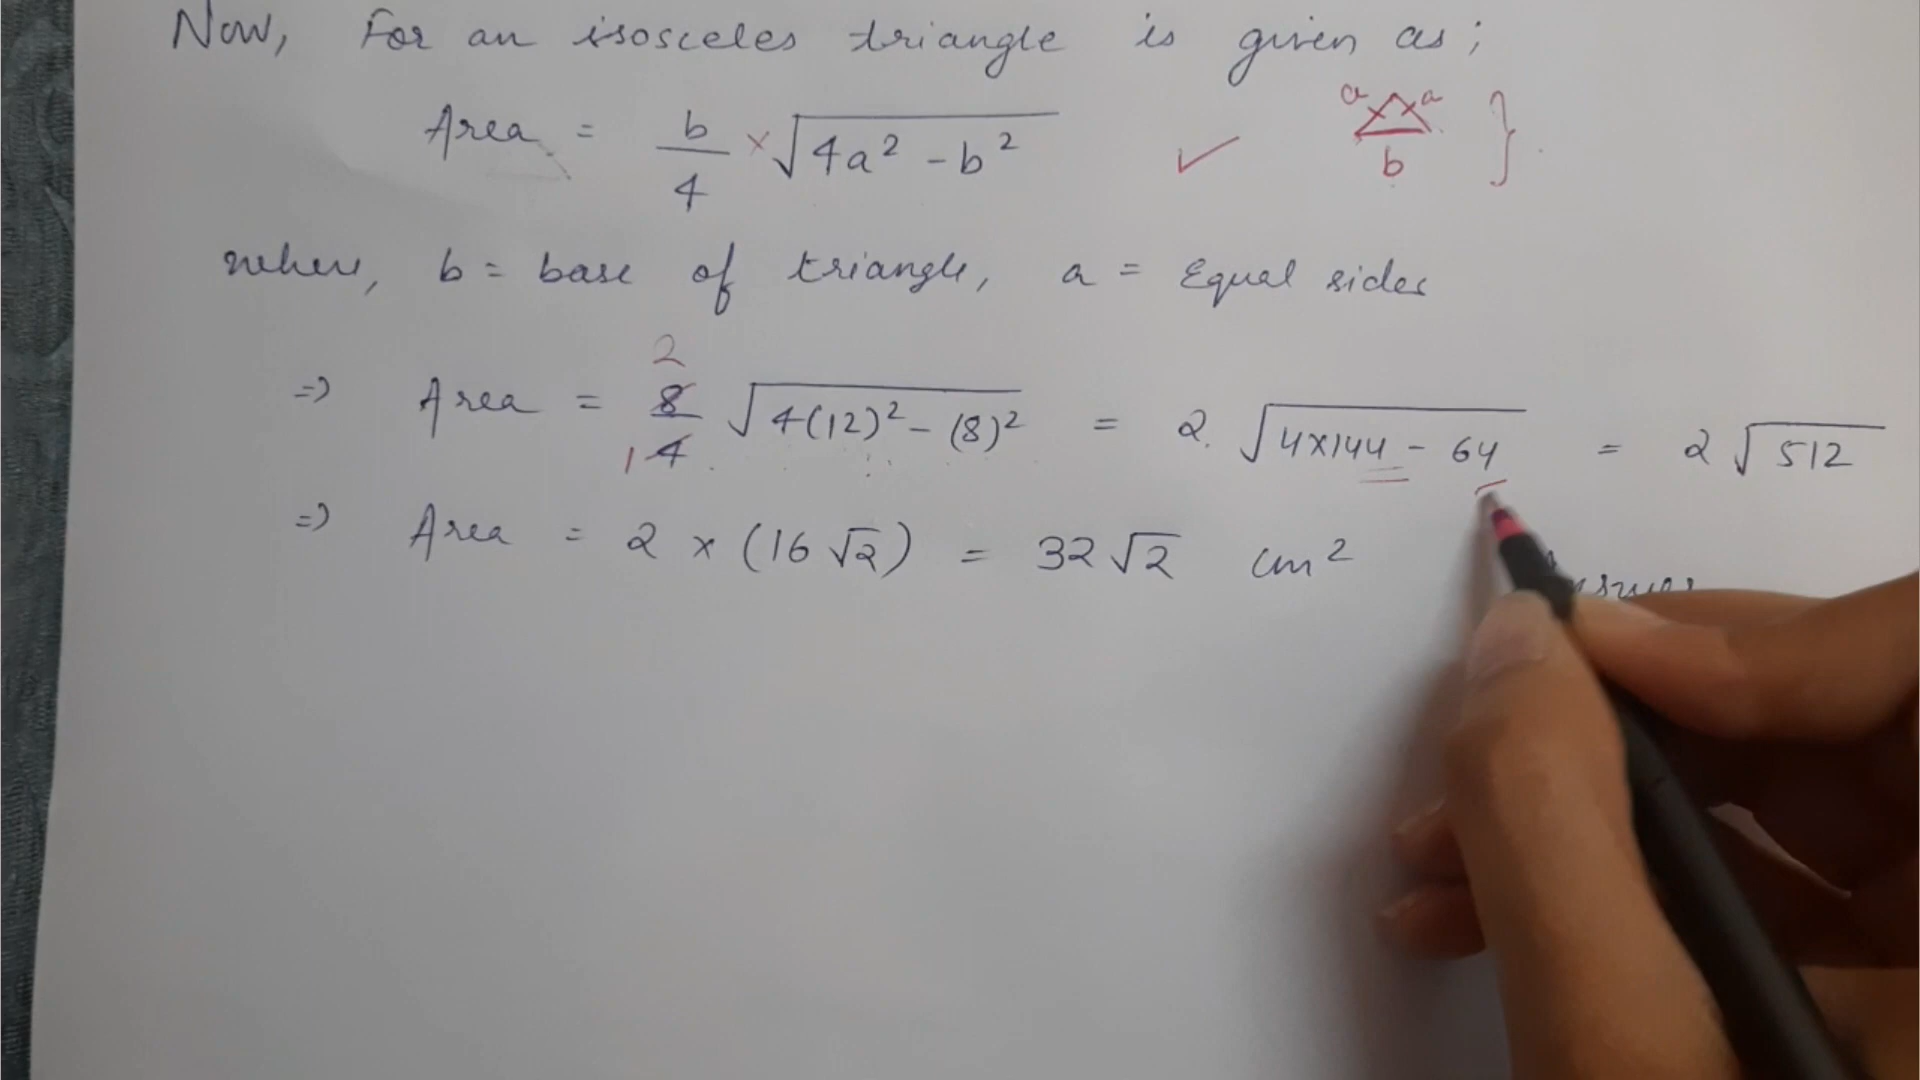 Now, For an isosceles triangle is given as;
Area = b/4 × √(4a² - b²) ✓ a a b }
where, b = base of triangle, a = Equal sides
⇒ Area = 8/4 2 1 √(4(12)² - (8)²) = 2. √(4×144 - 64) = 2√512
⇒ Area = 2 × (16√2) = 32√2 cm²